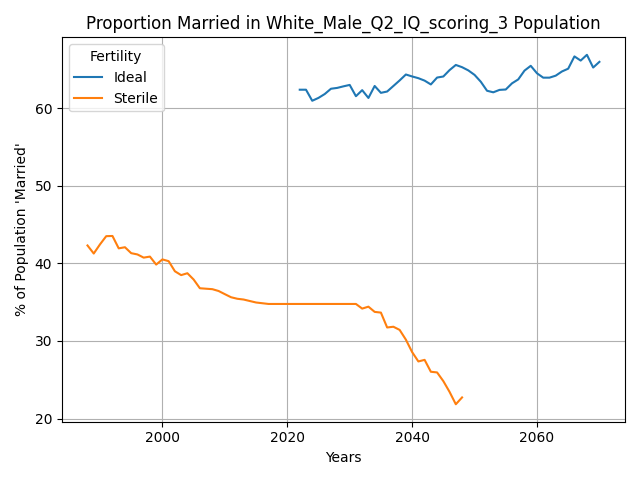 Proportion Married in White_Male_Q2_IQ_scoring_3 Population
Fertility
Ideal
Sterile
% of Population 'Married'
60
50
40
30
20
2000
2020
2040
2060
Years